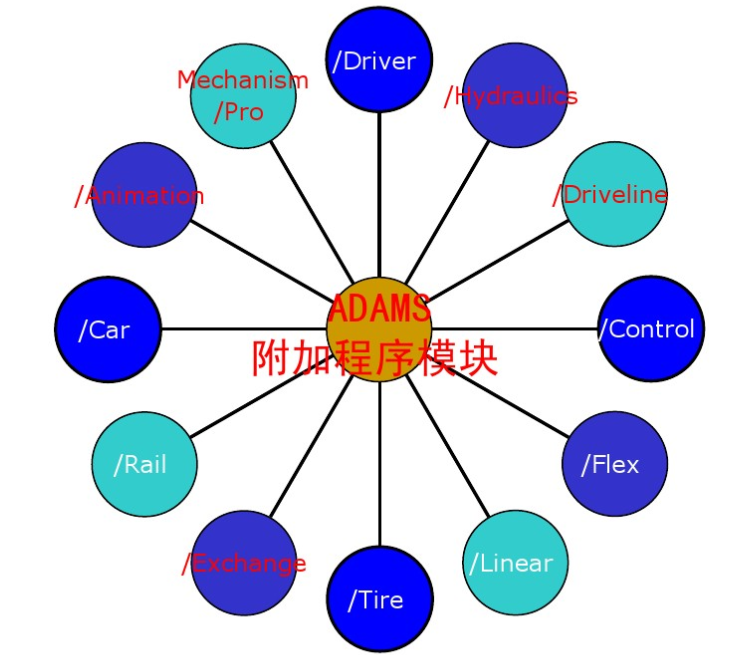 /Driver
Mechanism
/Pro
/Hydraulics
/Animation
/Driveline
ADAMS
附加程序模块
/Car
/Control
/Rail
/Flex
/Exchange
/Linear
/Tire